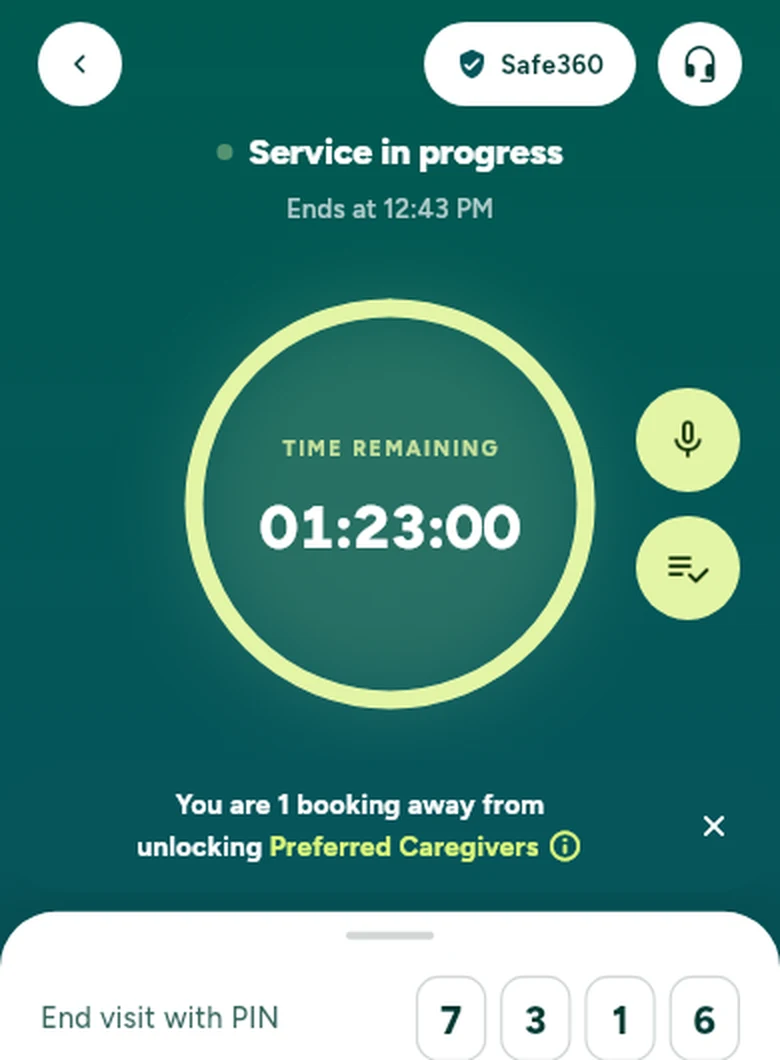 Safe360
Service in progress
Ends at 12:43 PM
TIME REMAINING
01:23:00
You are 1 booking away from
unlocking Preferred Caregivers
End visit with PIN 7 3 1 6